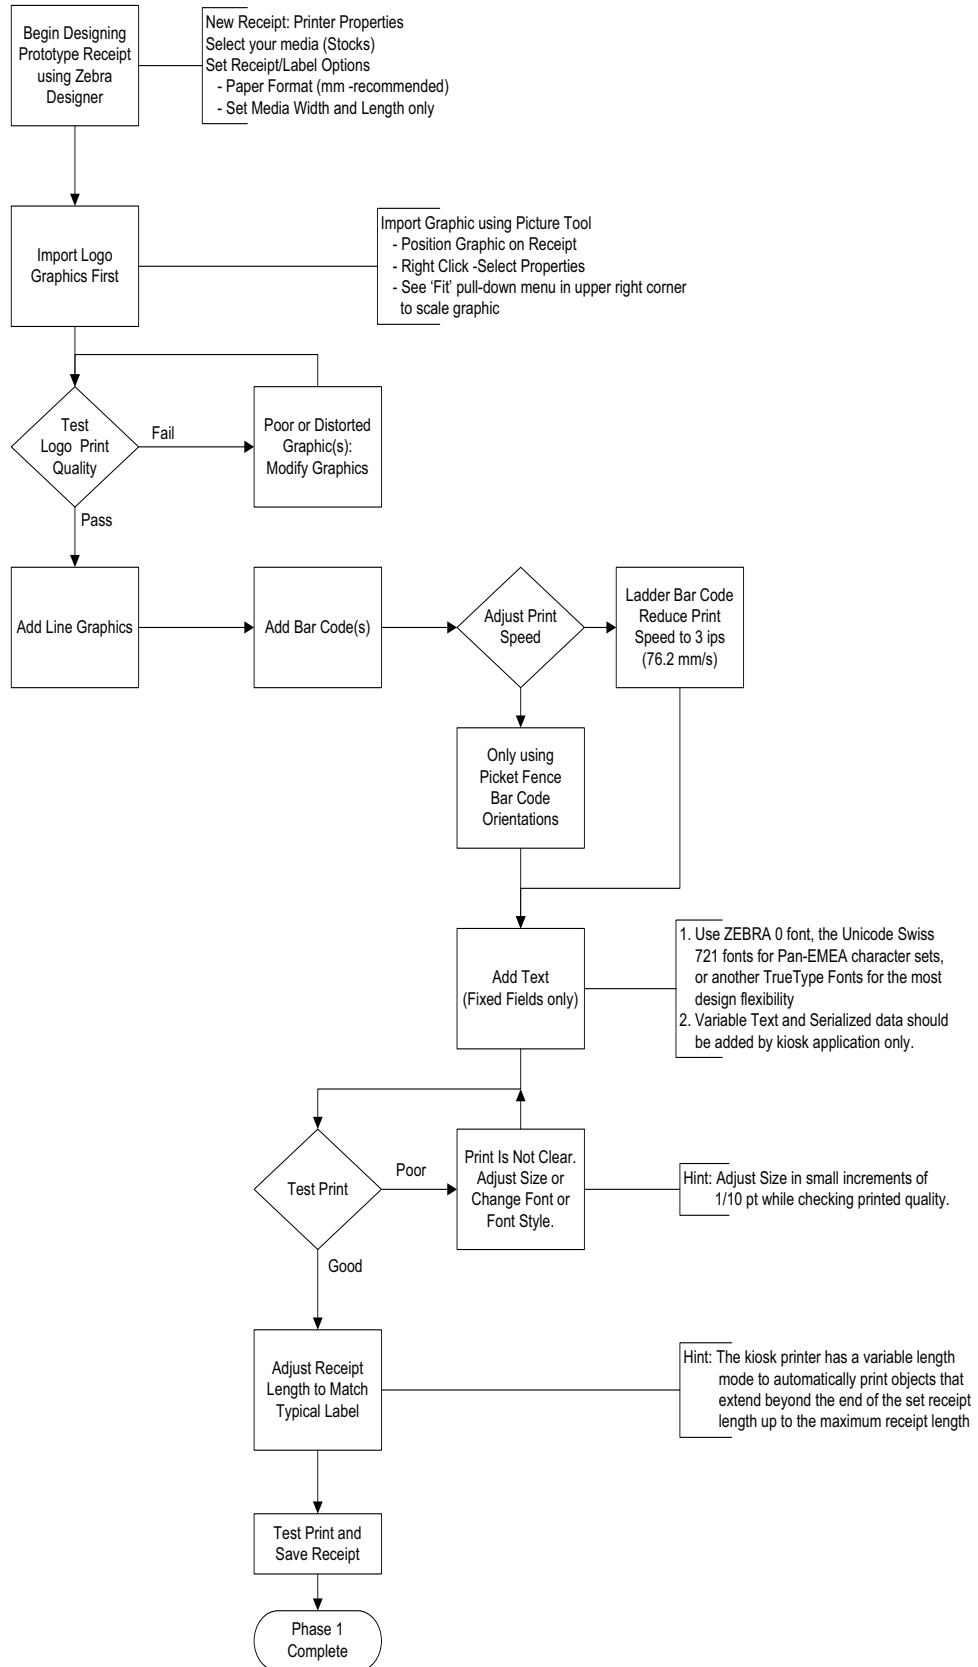 Begin Designing
Prototype Receipt
using Zebra
Designer
New Receipt: Printer Properties
Select your media (Stocks)
Set Receipt/Label Options
- Paper Format (mm -recommended)
- Set Media Width and Length only
Import Logo
Graphics First
Import Graphic using Picture Tool
- Position Graphic on Receipt
- Right Click -Select Properties
- See ‘Fit’ pull-down menu in upper right corner
to scale graphic
Test
Logo Print
Quality
Fail
Poor or Distorted
Graphic(s):
Modify Graphics
Pass
Add Line Graphics
Add Bar Code(s)
Adjust Print
Speed
Ladder Bar Code
Reduce Print
Speed to 3 ips
(76.2 mm/s)
Only using
Picket Fence
Bar Code
Orientations
Add Text
(Fixed Fields only)
1. Use ZEBRA 0 font, the Unicode Swiss
721 fonts for Pan-EMEA character sets,
or another TrueType Fonts for the most
design flexibility
2. Variable Text and Serialized data should
be added by kiosk application only.
Test Print
Poor
Print Is Not Clear.
Adjust Size or
Change Font or
Font Style.
Hint: Adjust Size in small increments of
1/10 pt while checking printed quality.
Good
Adjust Receipt
Length to Match
Typical Label
Hint: The kiosk printer has a variable length
mode to automatically print objects that
extend beyond the end of the set receipt
length up to the maximum receipt length
Test Print and
Save Receipt
Phase 1
Complete